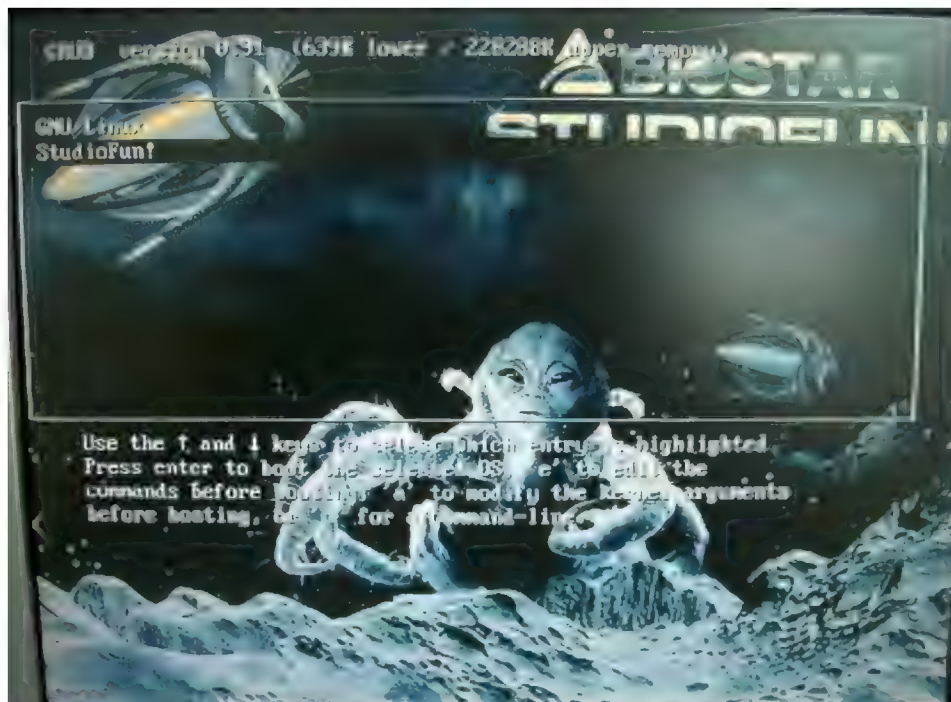 GRUB version 0.91 (639K lower / 228288K upper memory)
BIOSTAR
STUDIOFUN
GNU/Linux
StudioFun!
Use the ↑ and ↓ keys to select which entry is highlighted.
Press enter to boot the selected OS, 'e' to edit the
commands before booting, 'a' to modify the kernel arguments
before booting, or for a command-line.